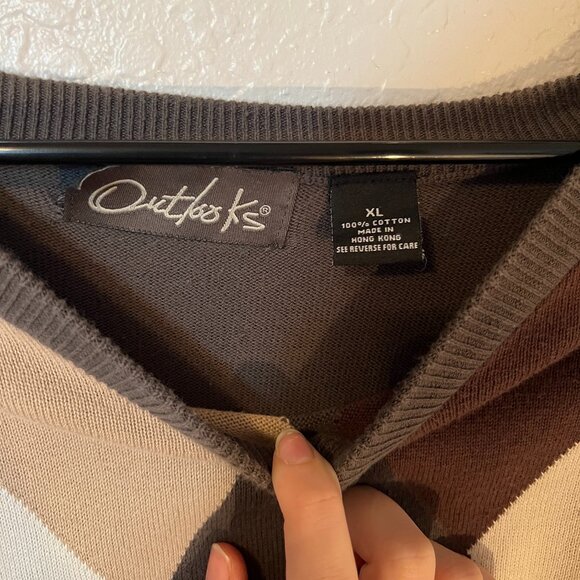 Outlooks®
XL
100% COTTON
MADE IN
HONG KONG
SEE REVERSE FOR CARE